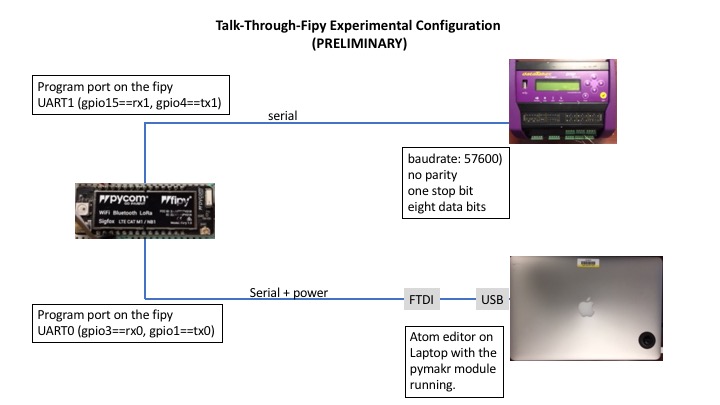 Talk-Through-Fipy Experimental Configuration
(PRELIMINARY)
Program port on the fipy
UART1 (gpio15==rx1, gpio4==tx1)
serial
baudrate: 57600)
no parity
one stop bit
eight data bits
pycom
fipy
WiFi Bluetooth LoRa
Sigfox LTE CAT M1 / NB1
Serial + power
FTDI
USB
Program port on the fipy
UART0 (gpio3==rx0, gpio1==tx0)
Atom editor on
Laptop with the
pymakr module
running.